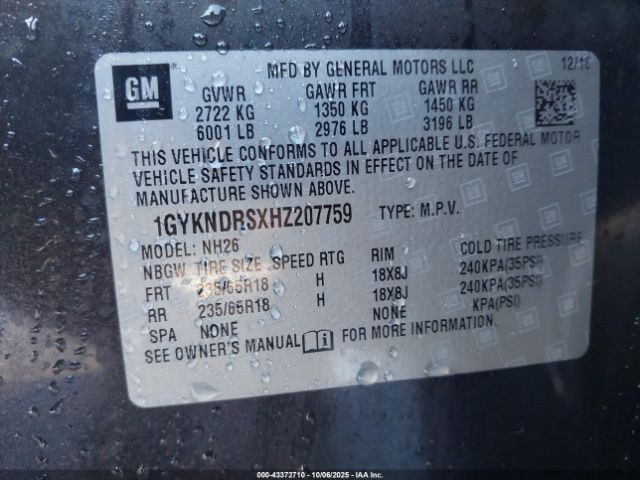 GM
MFD BY GENERAL MOTORS LLC 12/16
GVWR GAWR FRT GAWR RR
2722 KG 1350 KG 1450 KG
6001 LB 2976 LB 3196 LB
THIS VEHICLE CONFORMS TO ALL APPLICABLE U.S. FEDERAL MOTOR
VEHICLE SAFETY STANDARDS IN EFFECT ON THE DATE OF
MANUFACTURE SHOWN ABOVE.
1GYKNDRSXHZ207759 TYPE: M.P.V.
MODEL: NH26
NBGW TIRE SIZE SPEED RTG RIM COLD TIRE PRESSURE
FRT 235/65R18 H 18X8J 240KPA(35PSI)
RR 235/65R18 H 18X8J 240KPA(35PSI)
SPA NONE NONE KPA(PSI)
SEE OWNER'S MANUAL FOR MORE INFORMATION.
000-43372710 - 10/06/2025 - www.iaai.com